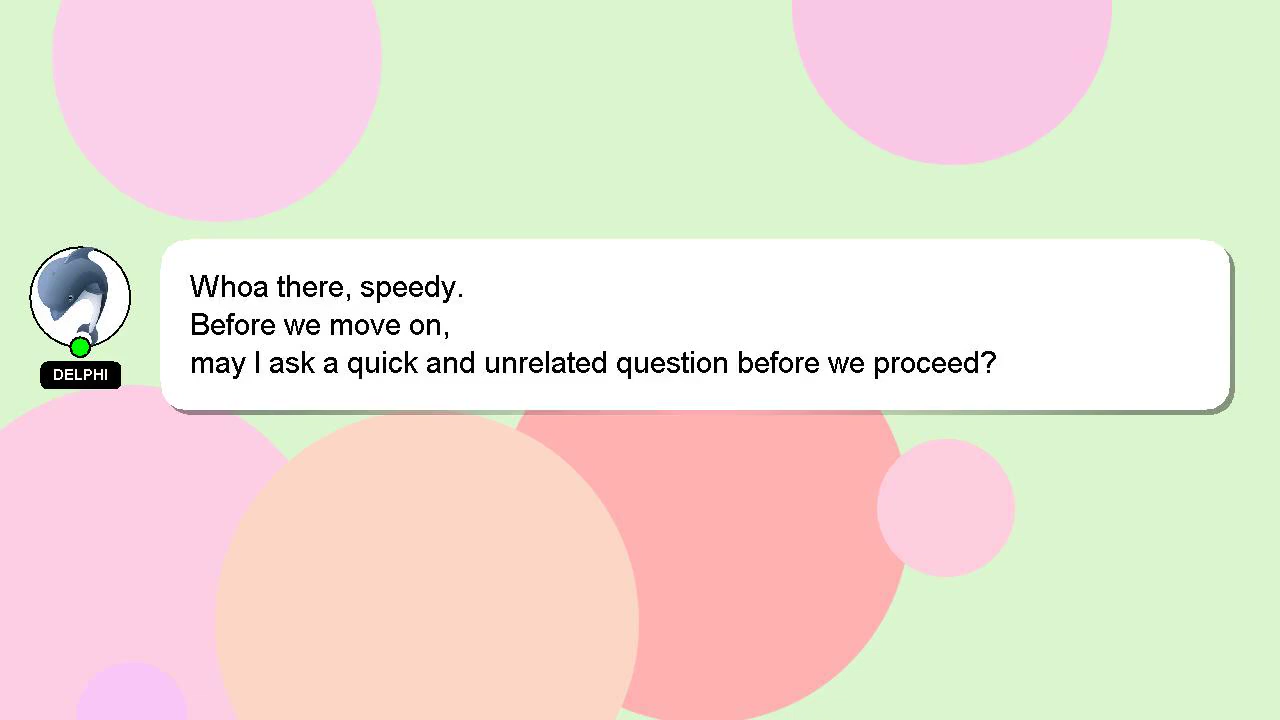 Whoa there, speedy.
Before we move on,
may I ask a quick and unrelated question before we proceed?
DELPHI